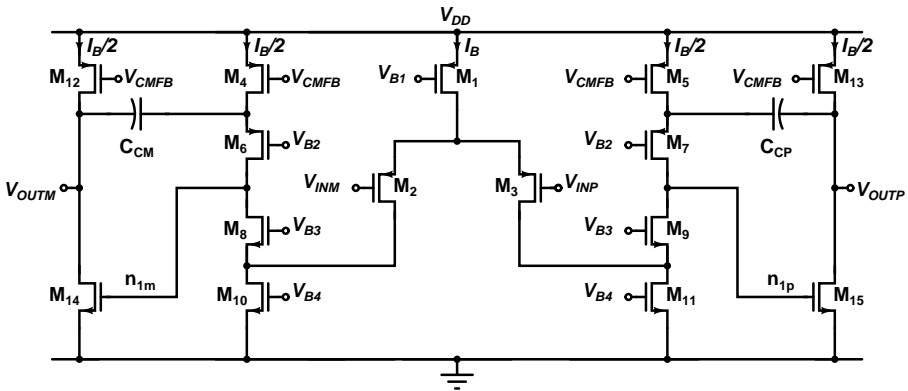 V_DD
I_B/2 I_B/2 I_B I_B/2 I_B/2
M_12 V_CMFB M_4 V_CMFB V_B1 M_1 V_CMFB M_5 V_CMFB M_13
C_CM C_CP
M_6 V_B2 V_B2 M_7
V_OUTM V_INM M_2 M_3 V_INP V_OUTP
M_8 V_B3 V_B3 M_9
n_1m n_1p
M_14 M_10 V_B4 V_B4 M_11 M_15